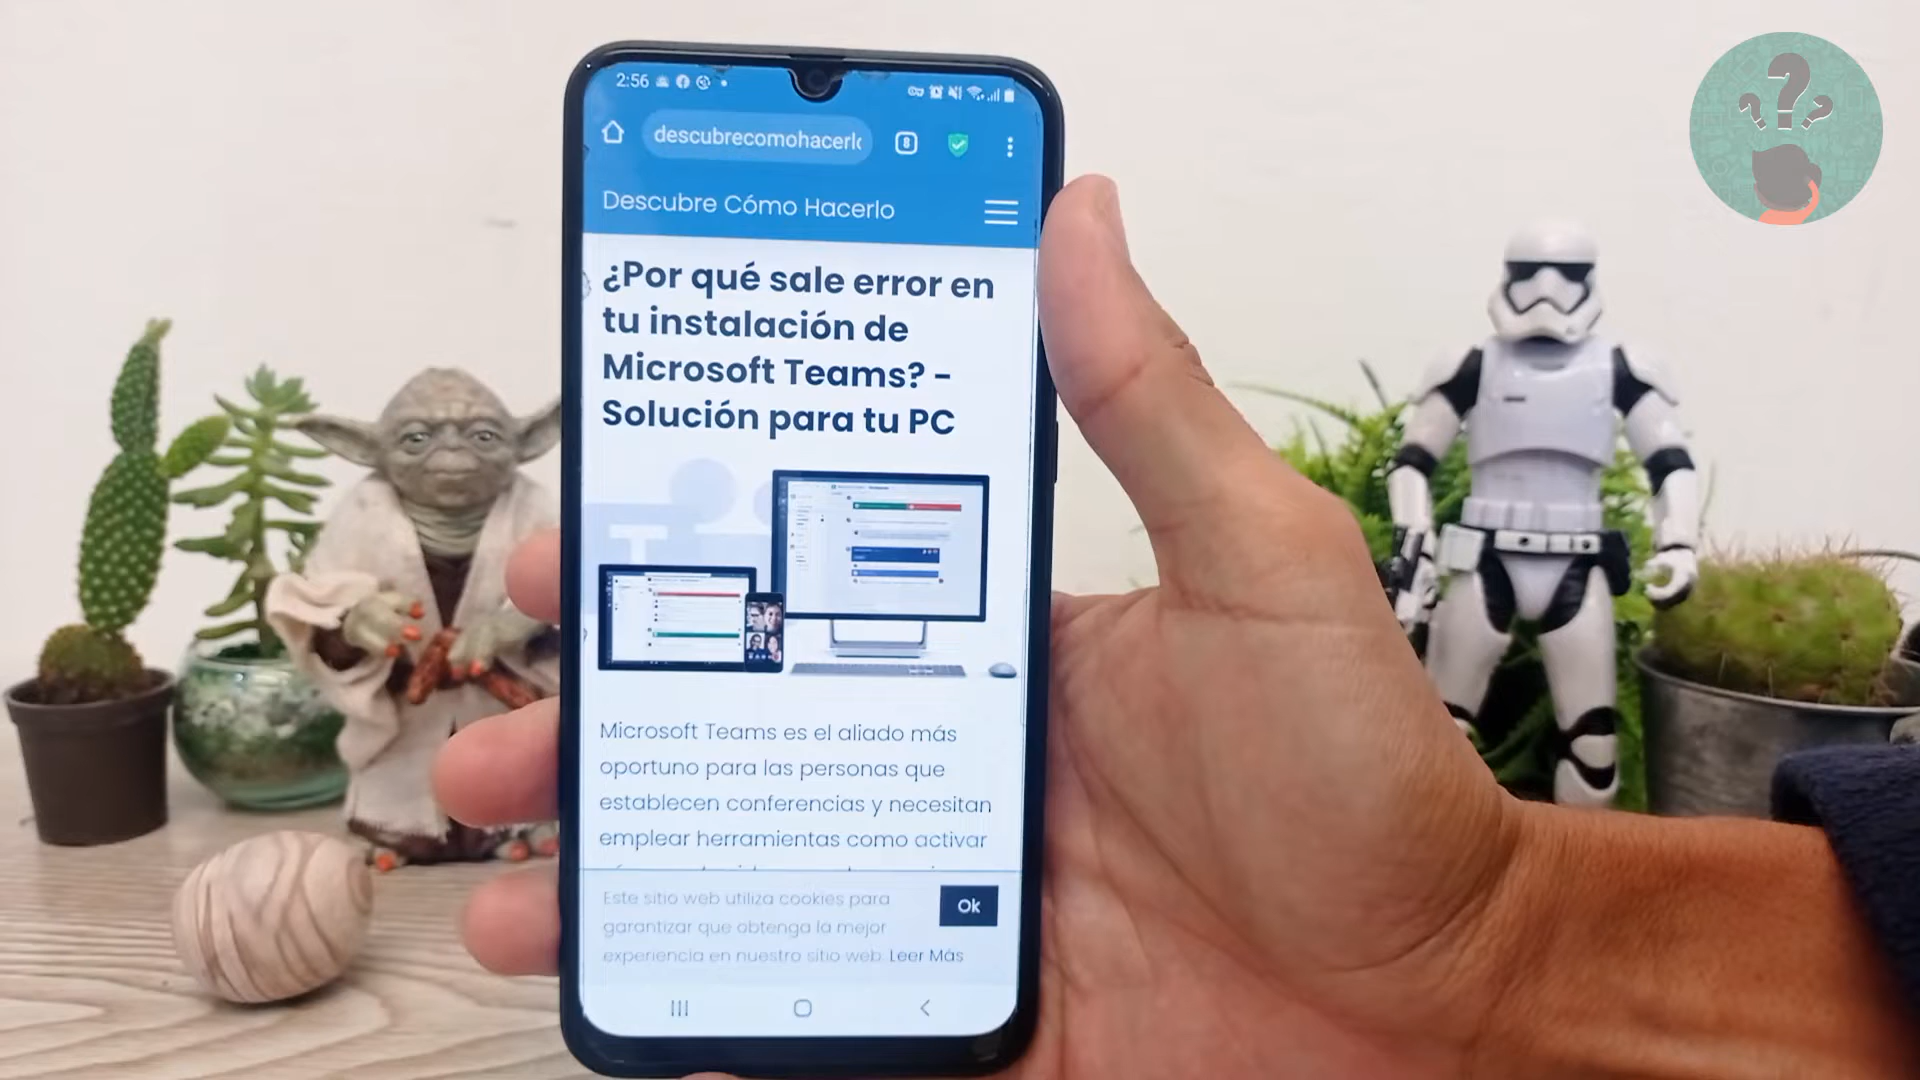 2:56
descubrecomohacerlo
8
Descubre Cómo Hacerlo
¿Por qué sale error en
tu instalación de
Microsoft Teams? -
Solución para tu PC
T
Microsoft Teams es el aliado más
oportuno para las personas que
establecen conferencias y necesitan
emplear herramientas como activar
Este sitio web utiliza cookies para
garantizar que obtenga la mejor
experiencia en nuestro sitio web. Leer Más
Ok